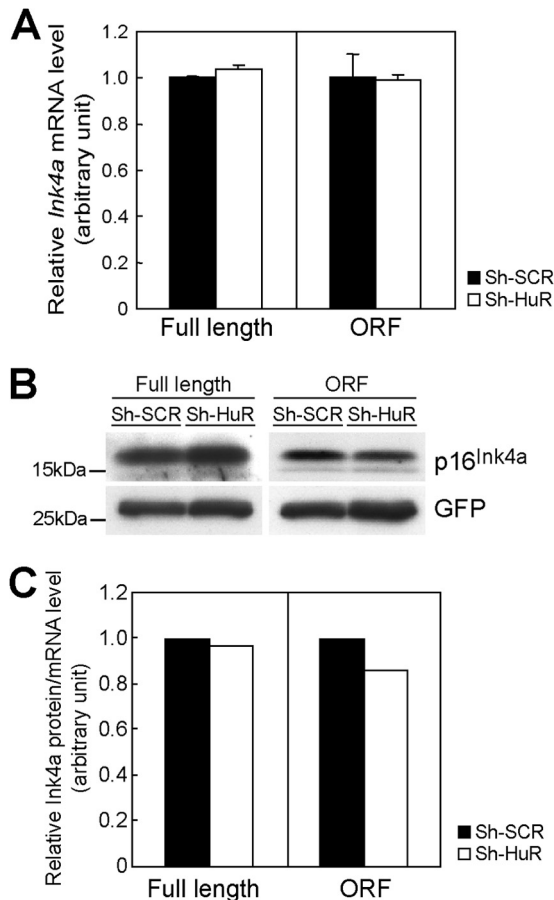 A
Relative Ink4a mRNA level
(arbitrary unit)
1.2
1.0
0.8
0.6
0.4
0.2
0
Full length
ORF
Sh-SCR
Sh-HuR
B
Full length
ORF
Sh-SCR Sh-HuR
Sh-SCR Sh-HuR
15kDa
p16Ink4a
25kDa
GFP
C
Relative Ink4a protein/mRNA level
(arbitrary unit)
1.2
1.0
0.8
0.6
0.4
0.2
0
Full length
ORF
Sh-SCR
Sh-HuR